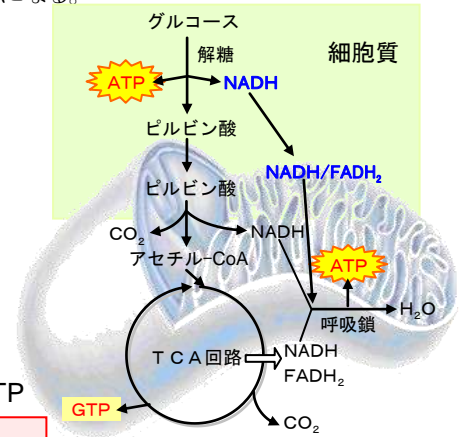 グルコース
解糖
細胞質
ATP
NADH
ピルビン酸
NADH/FADH₂
ピルビン酸
CO₂
NADH
アセチル-CoA
ATP
H₂O
呼吸鎖
TCA回路
NADH
FADH₂
TP
GTP
CO₂